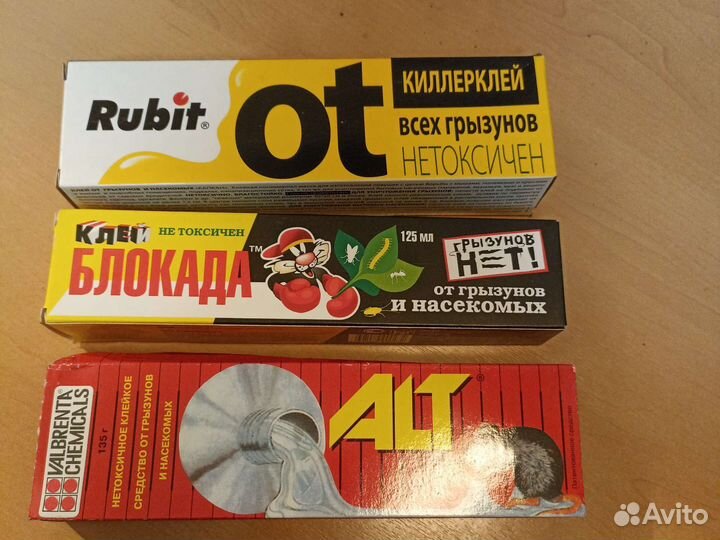 Rubit®
ot
КИЛЛЕРКЛЕЙ
всех грызунов
НЕТОКСИЧЕН
КЛЕЙ
НЕ ТОКСИЧЕН
БЛОКАДА™
125 МЛ
ГРЫЗУНОВ
НЕТ!
ОТ ГРЫЗУНОВ
И НАСЕКОМЫХ
VALBRENTA®
CHEMICALS
135 г
НЕТОКСИЧНОЕ КЛЕЙКОЕ
СРЕДСТВО ОТ ГРЫЗУНОВ
И НАСЕКОМЫХ
ALT®
Avito